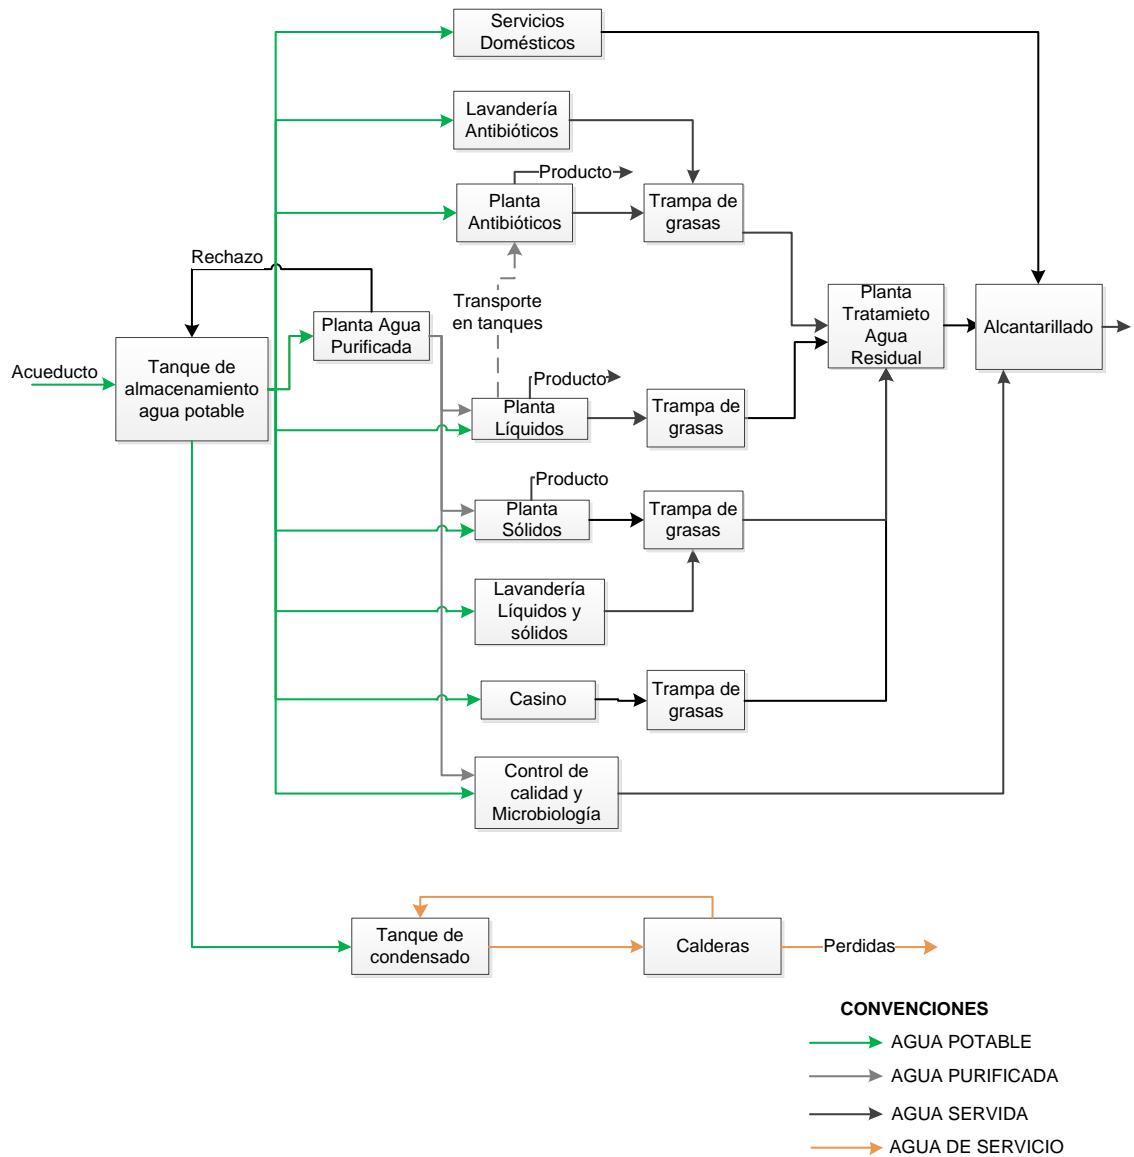 Servicios
Domésticos
Lavandería
Antibióticos
Producto
Planta
Antibióticos
Trampa de
grasas
Rechazo
Transporte
en tanques
Planta
Tratamieto
Agua
Residual
Alcantarillado
Planta Agua
Purificada
Acueducto
Tanque de
almacenamiento
agua potable
Producto
Planta
Líquidos
Trampa de
grasas
Producto
Planta
Sólidos
Trampa de
grasas
Lavandería
Líquidos y
sólidos
Casino
Trampa de
grasas
Control de
calidad y
Microbiología
Tanque de
condensado
Calderas
Perdidas
CONVENCIONES
AGUA POTABLE
AGUA PURIFICADA
AGUA SERVIDA
AGUA DE SERVICIO